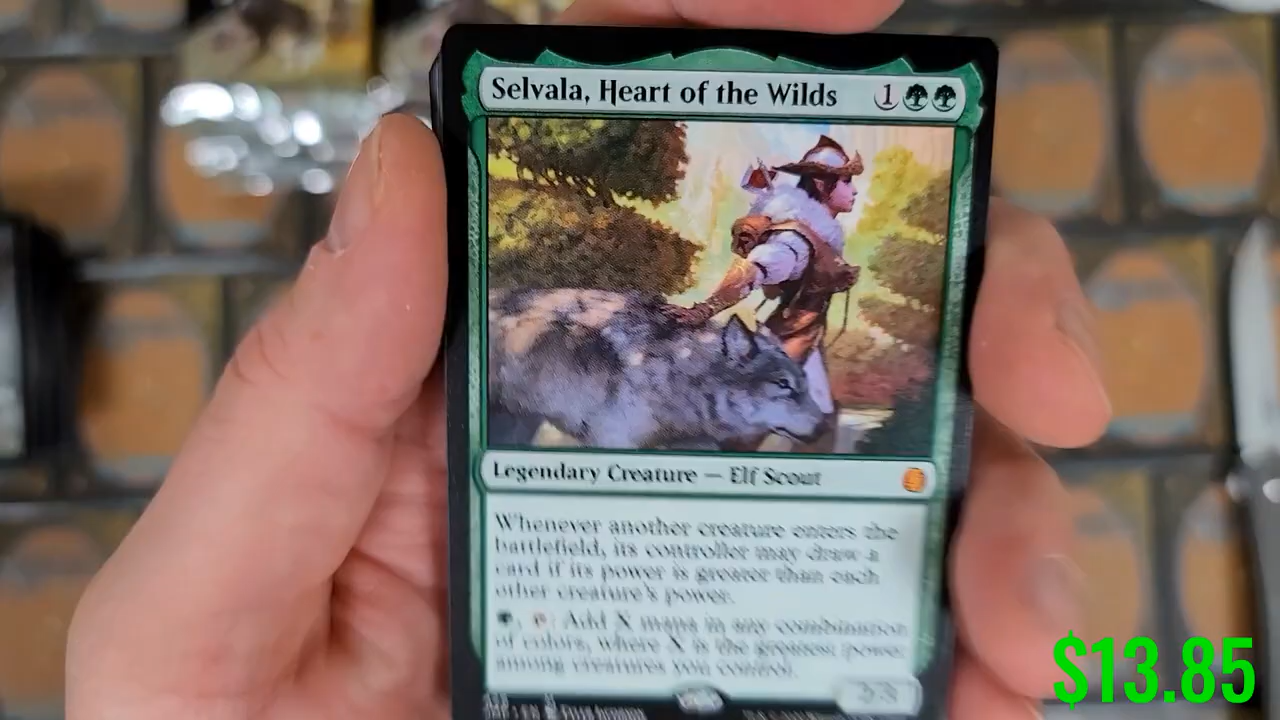 Selvala, Heart of the Wilds 1
Legendary Creature — Elf Scout
Whenever another creature enters the
battlefield, its controller may draw a
card if its power is greater than each
other creature's power.
: Add X mana in any combination
of colors, where X is the greatest power
among creatures you control.
$13.85